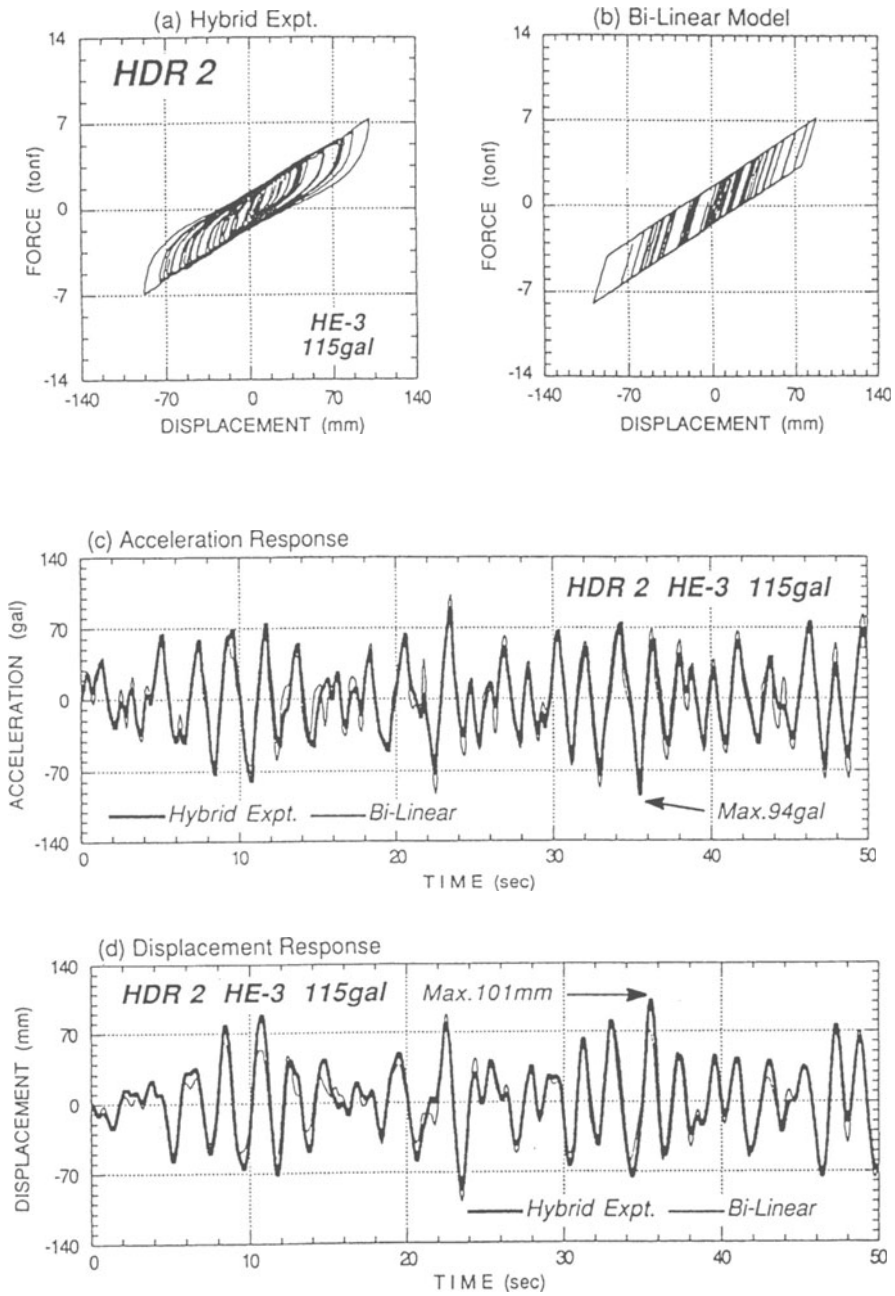 (a) Hybrid Expt.
14
HDR 2
7
0
-7
-14
FORCE (tonf)
HE-3
115gal
-140
-70
0
70
140
DISPLACEMENT (mm)
(b) Bi-Linear Model
14
7
0
-7
-14
FORCE (tonf)
-140
-70
0
70
140
DISPLACEMENT (mm)
(c) Acceleration Response
140
70
0
-70
-140
ACCELERATION (gal)
HDR 2 HE-3 115gal
Hybrid Expt.
Bi-Linear
Max.94gal
0
10
20
30
40
50
TIME (sec)
(d) Displacement Response
140
70
0
-70
-140
DISPLACEMENT (mm)
HDR 2 HE-3 115gal
Max.101mm
Hybrid Expt.
Bi-Linear
0
10
20
30
40
50
TIME (sec)